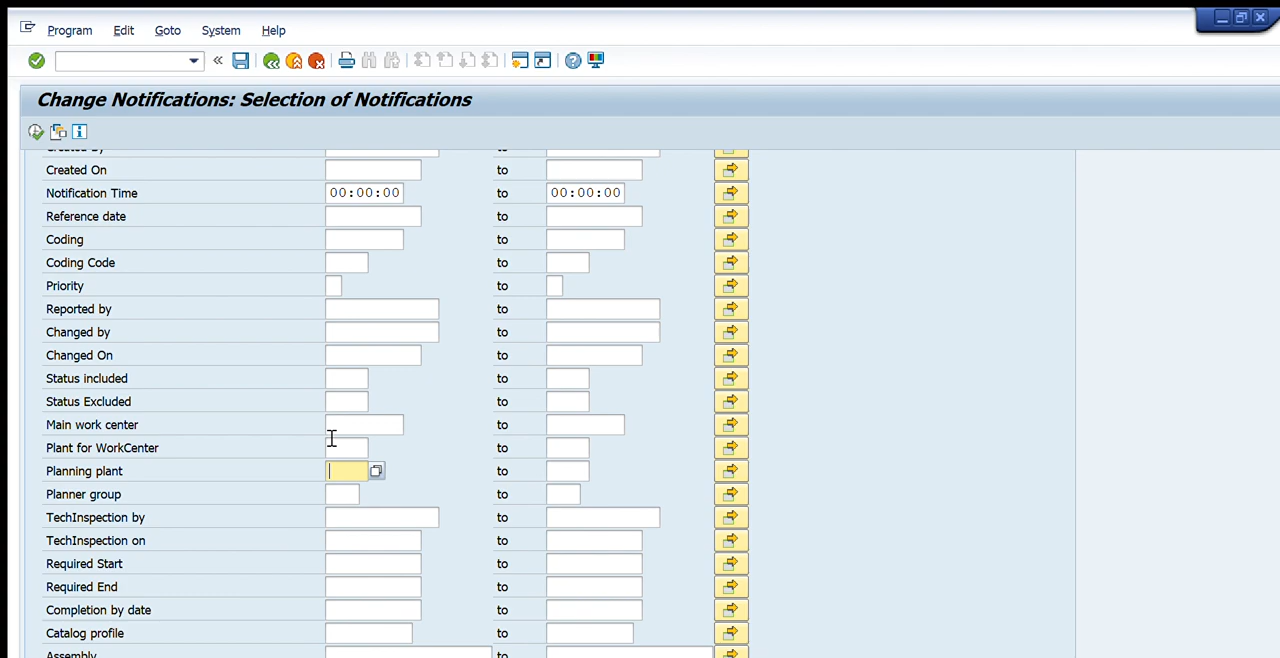 Program Edit Goto System Help
Change Notifications: Selection of Notifications
Created By to
Created On to
Notification Time 00:00:00 to 00:00:00
Reference date to
Coding to
Coding Code to
Priority to
Reported by to
Changed by to
Changed On to
Status included to
Status Excluded to
Main work center to
Plant for WorkCenter to
Planning plant to
Planner group to
TechInspection by to
TechInspection on to
Required Start to
Required End to
Completion by date to
Catalog profile to
Assembly to